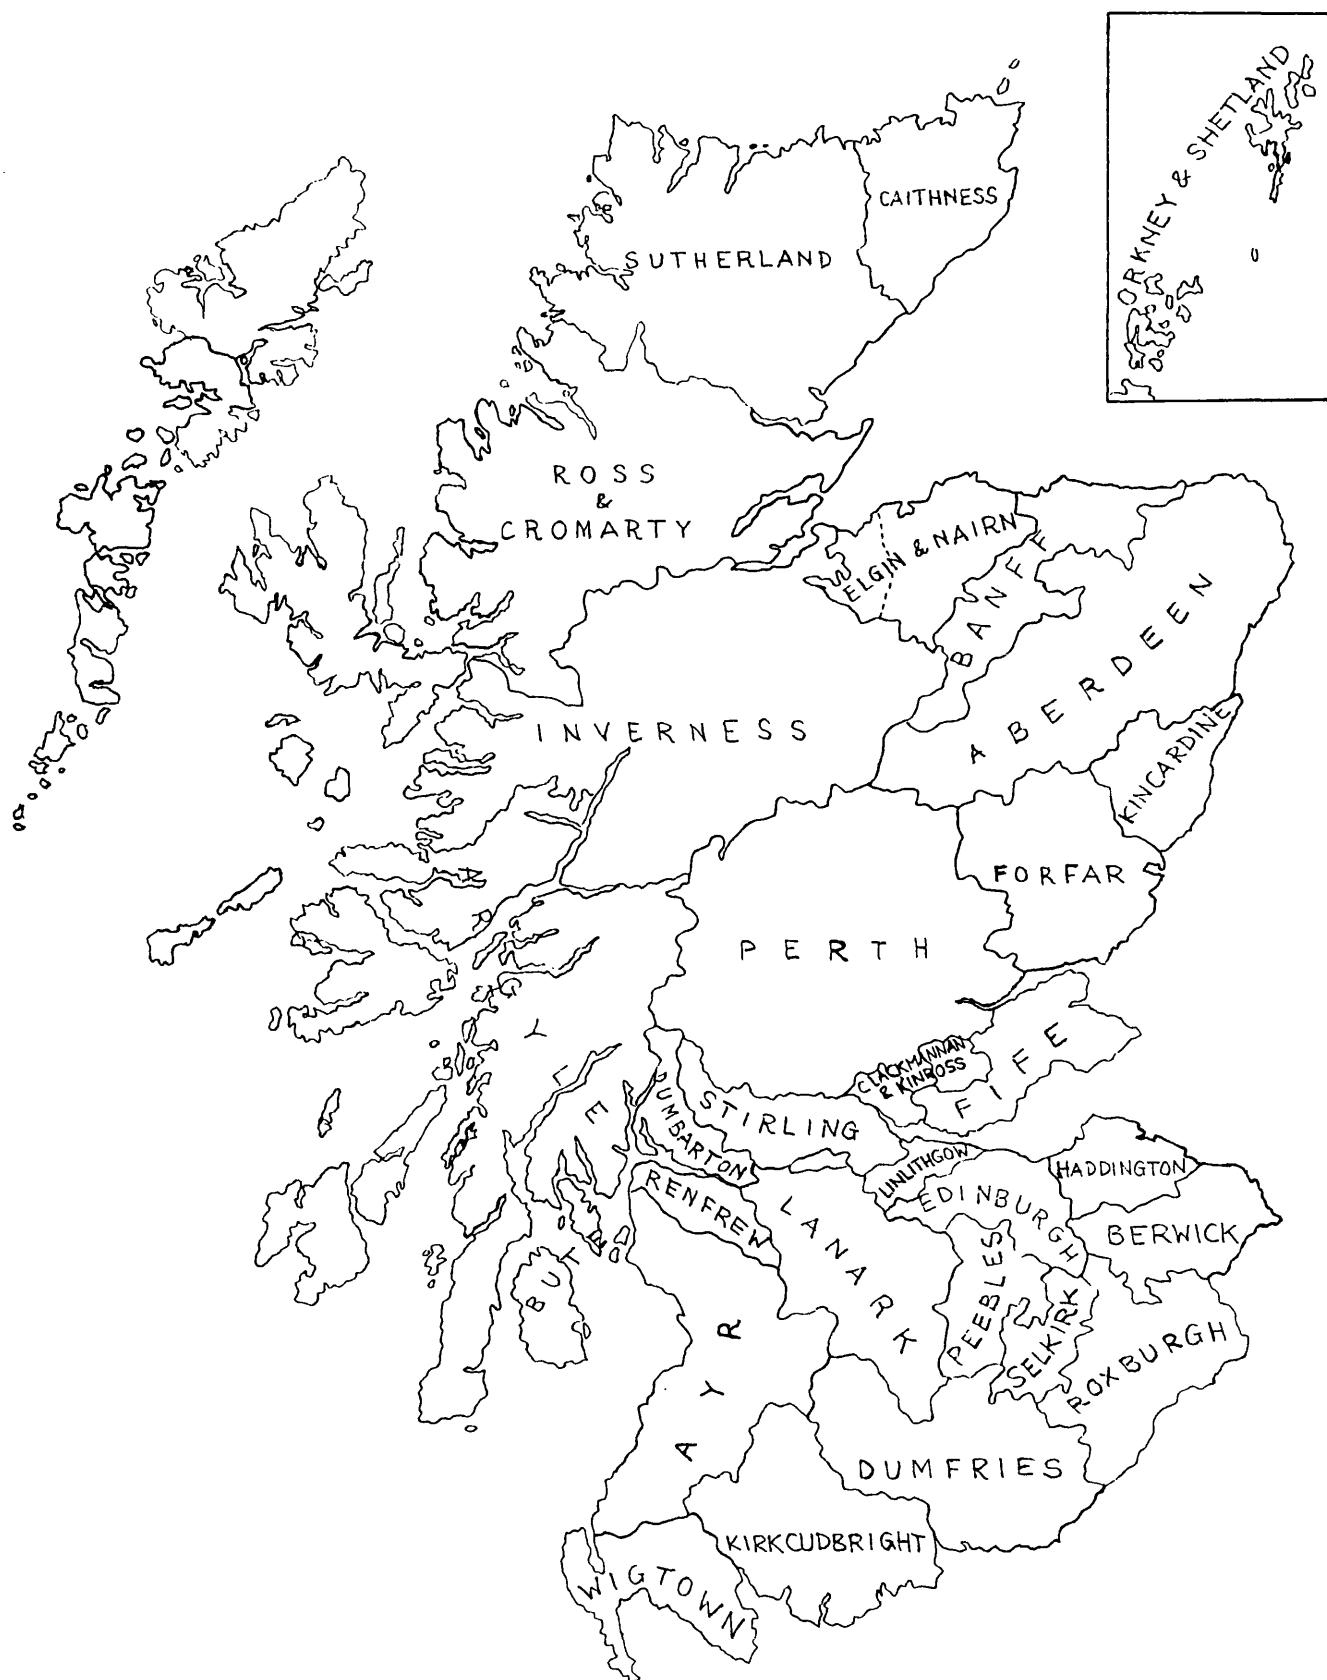 ORKNEY & SHETLAND
CAITHNESS
SUTHERLAND
ROSS
&
CROMARTY
ELGIN & NAIRN
BANFF
ABERDEEN
INVERNESS
KINCARDINE
FORFAR
PERTH
ARGYLE
CLACKMANNAN
& KINROSS
FIFE
DUMBARTON
STIRLING
LINLITHGOW
HADDINGTON
EDINBURGH
RENFREW
LANARK
BERWICK
PEEBLES
BUTE
SELKIRK
ROXBURGH
AYR
DUMFRIES
KIRKCUDBRIGHT
WIGTOWN